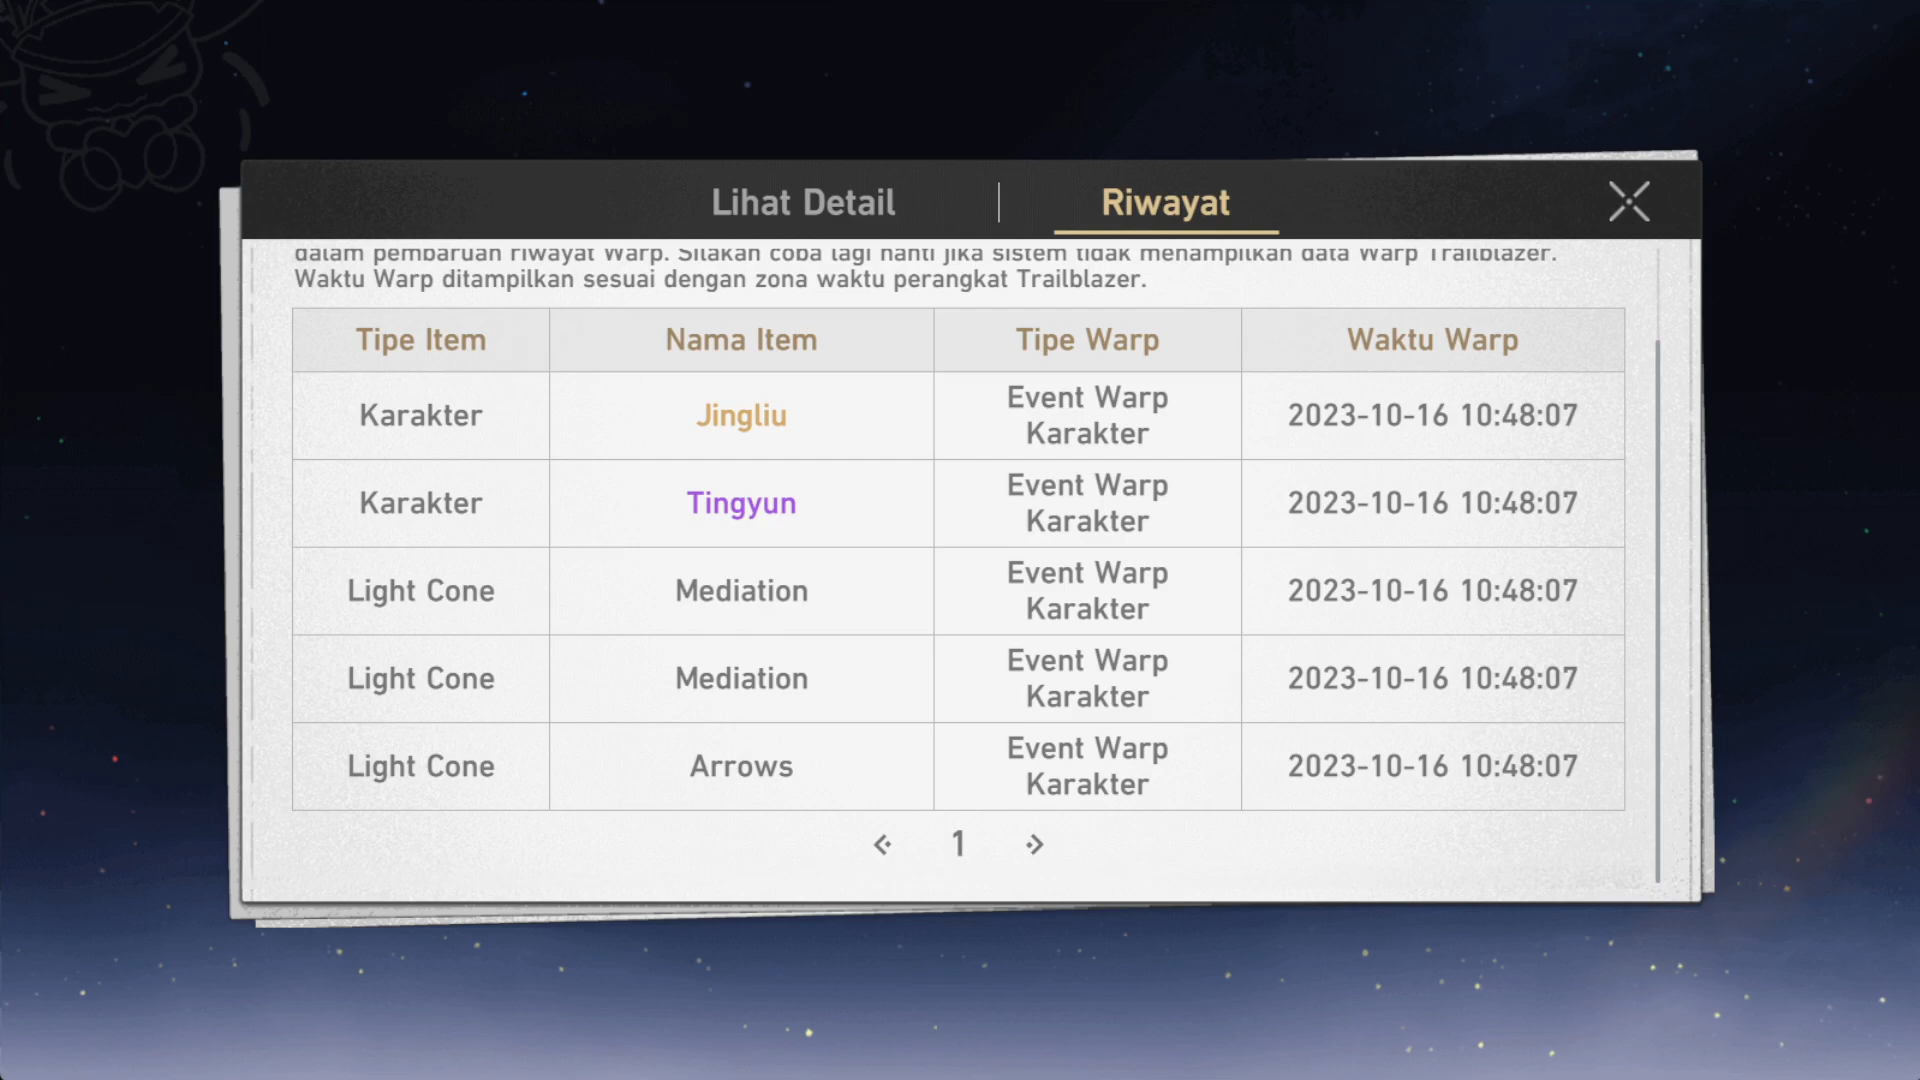 Lihat Detail
Riwayat
dalam pembaruan riwayat Warp. Silakan coba lagi nanti jika sistem tidak menampilkan data Warp Trailblazer.
Waktu Warp ditampilkan sesuai dengan zona waktu perangkat Trailblazer.
Tipe Item
Nama Item
Tipe Warp
Waktu Warp
Karakter
Jingliu
Event Warp
Karakter
2023-10-16 10:48:07
Karakter
Tingyun
Event Warp
Karakter
2023-10-16 10:48:07
Light Cone
Mediation
Event Warp
Karakter
2023-10-16 10:48:07
Light Cone
Mediation
Event Warp
Karakter
2023-10-16 10:48:07
Light Cone
Arrows
Event Warp
Karakter
2023-10-16 10:48:07
1